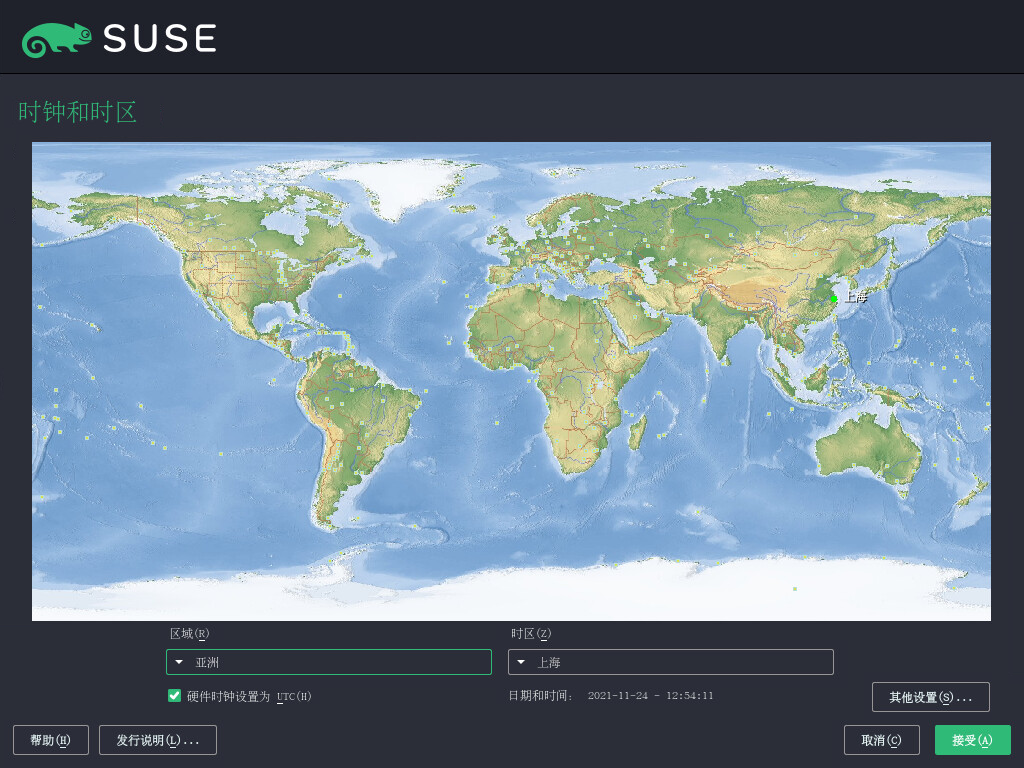 SUSE
时钟和时区
上海
区域(R)
时区(Z)
亚洲
上海
硬件时钟设置为 UTC(H)
日期和时间: 2021-11-24 - 12:54:11
其他设置(S)...
帮助(H)
发行说明(L)...
取消(C)
接受(A)